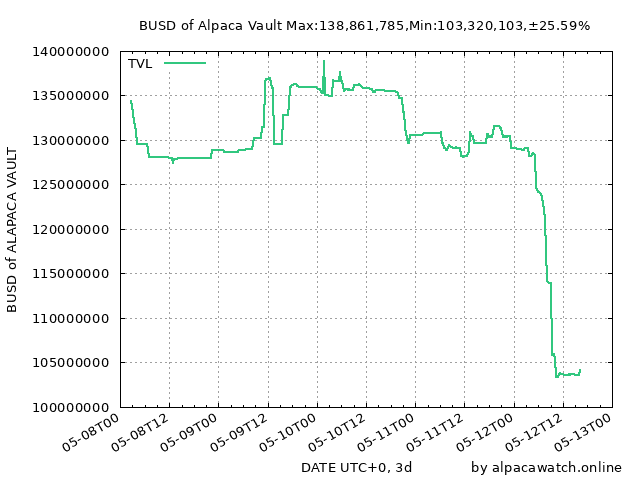 BUSD of Alpaca Vault Max:138,861,785,Min:103,320,103,±25.59%
TVL
140000000
135000000
130000000
125000000
120000000
115000000
110000000
105000000
100000000
BUSD of ALAPACA VAULT
05-08T00
05-08T12
05-09T00
05-09T12
05-10T00
05-10T12
05-11T00
05-11T12
05-12T00
05-12T12
05-13T00
DATE UTC+0, 3d
by alpacawatch.online